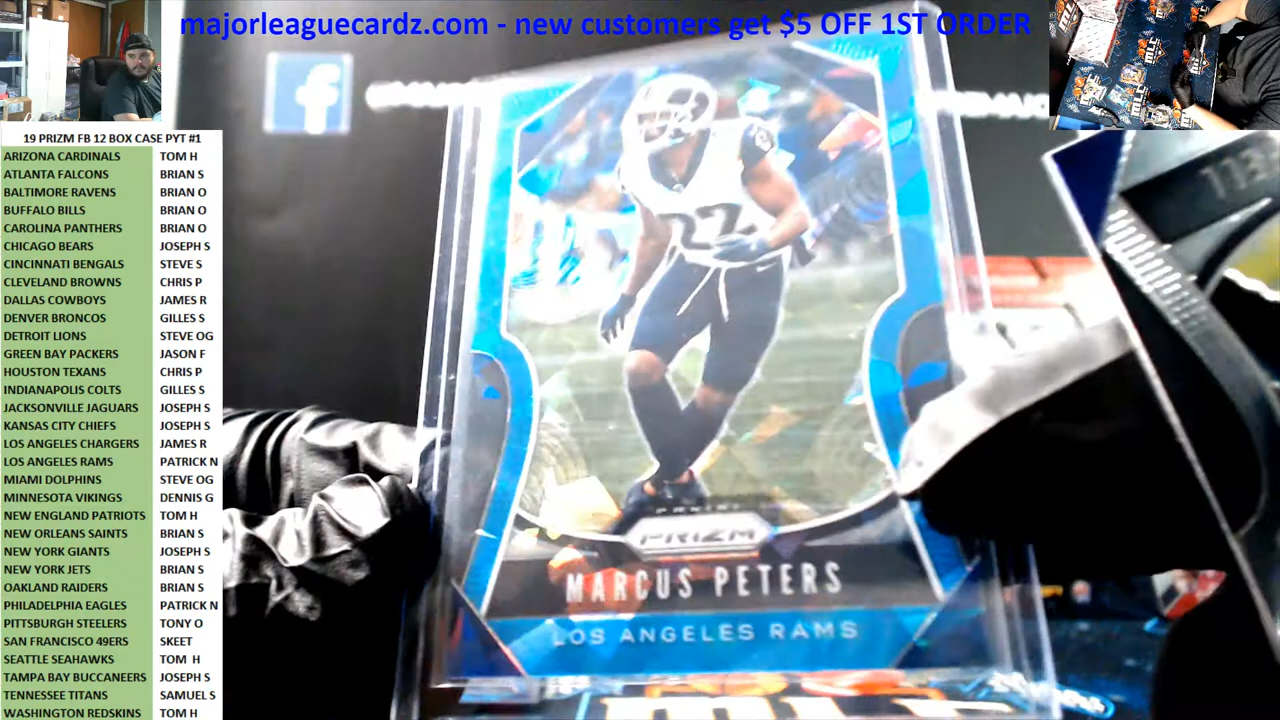 majorleaguecardz.com - new customers get $5 OFF 1ST ORDER
19 PRIZM FB 12 BOX CASE PYT #1
ARIZONA CARDINALS TOM H
ATLANTA FALCONS BRIAN S
BALTIMORE RAVENS BRIAN O
BUFFALO BILLS BRIAN O
CAROLINA PANTHERS BRIAN O
CHICAGO BEARS JOSEPH S
CINCINNATI BENGALS STEVE S
CLEVELAND BROWNS CHRIS P
DALLAS COWBOYS JAMES R
DENVER BRONCOS GILLES S
DETROIT LIONS STEVE OG
GREEN BAY PACKERS JASON F
HOUSTON TEXANS CHRIS P
INDIANAPOLIS COLTS GILLES S
JACKSONVILLE JAGUARS JOSEPH S
KANSAS CITY CHIEFS JOSEPH S
LOS ANGELES CHARGERS JAMES R
LOS ANGELES RAMS PATRICK N
MIAMI DOLPHINS STEVE OG
MINNESOTA VIKINGS DENNIS G
NEW ENGLAND PATRIOTS TOM H
NEW ORLEANS SAINTS BRIAN S
NEW YORK GIANTS JOSEPH S
NEW YORK JETS BRIAN S
OAKLAND RAIDERS BRIAN S
PHILADELPHIA EAGLES PATRICK N
PITTSBURGH STEELERS TONY O
SAN FRANCISCO 49ERS SKEET
SEATTLE SEAHAWKS TOM H
TAMPA BAY BUCCANEERS JOSEPH S
TENNESSEE TITANS SAMUEL S
WASHINGTON REDSKINS TOM H
22
PANINI
PRIZM
MARCUS PETERS
LOS ANGELES RAMS